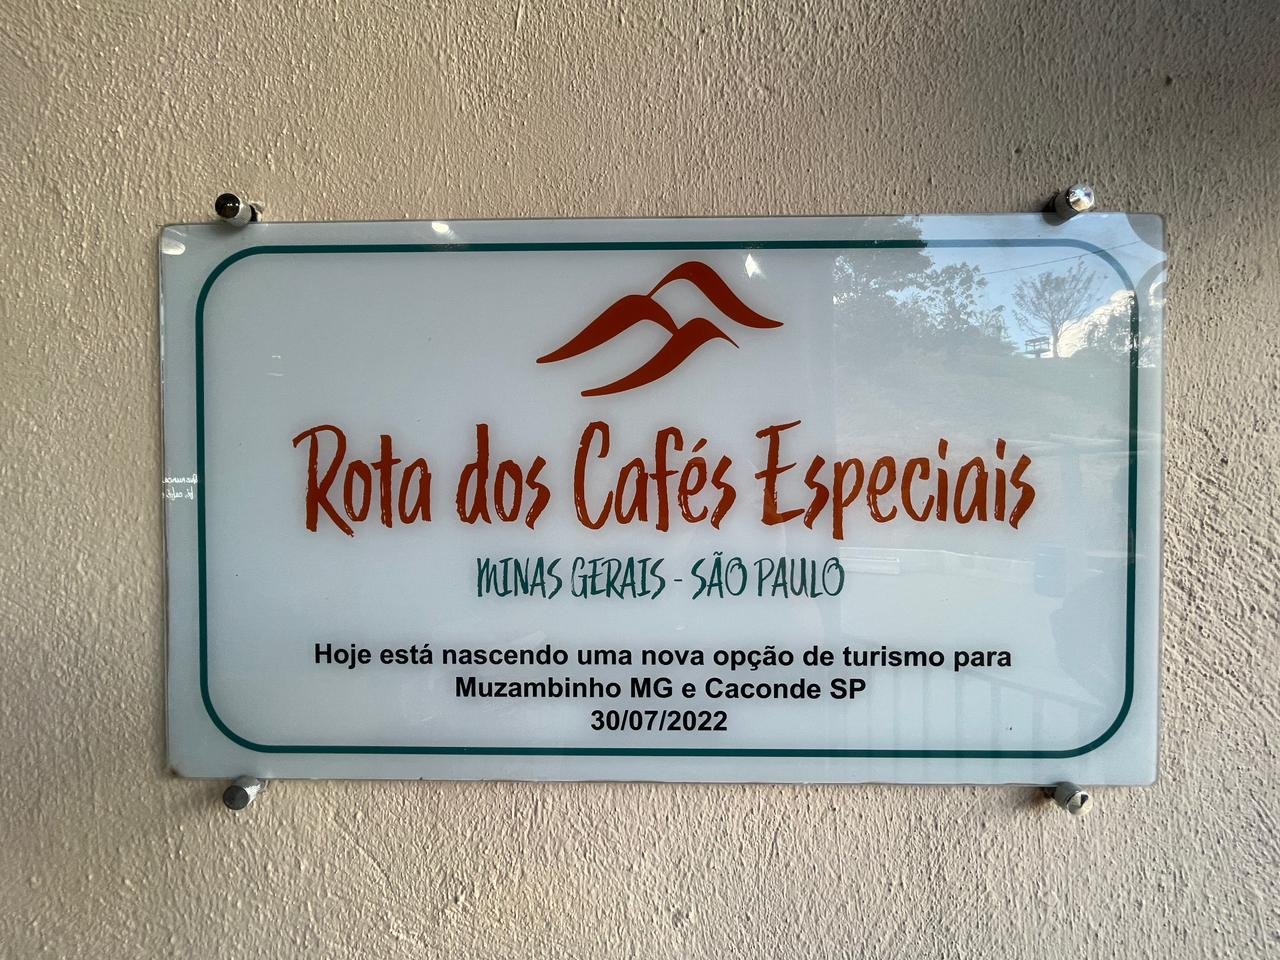 Rota dos Cafés Especiais
MINAS GERAIS - SÃO PAULO
Hoje está nascendo uma nova opção de turismo para
Muzambinho MG e Caconde SP
30/07/2022